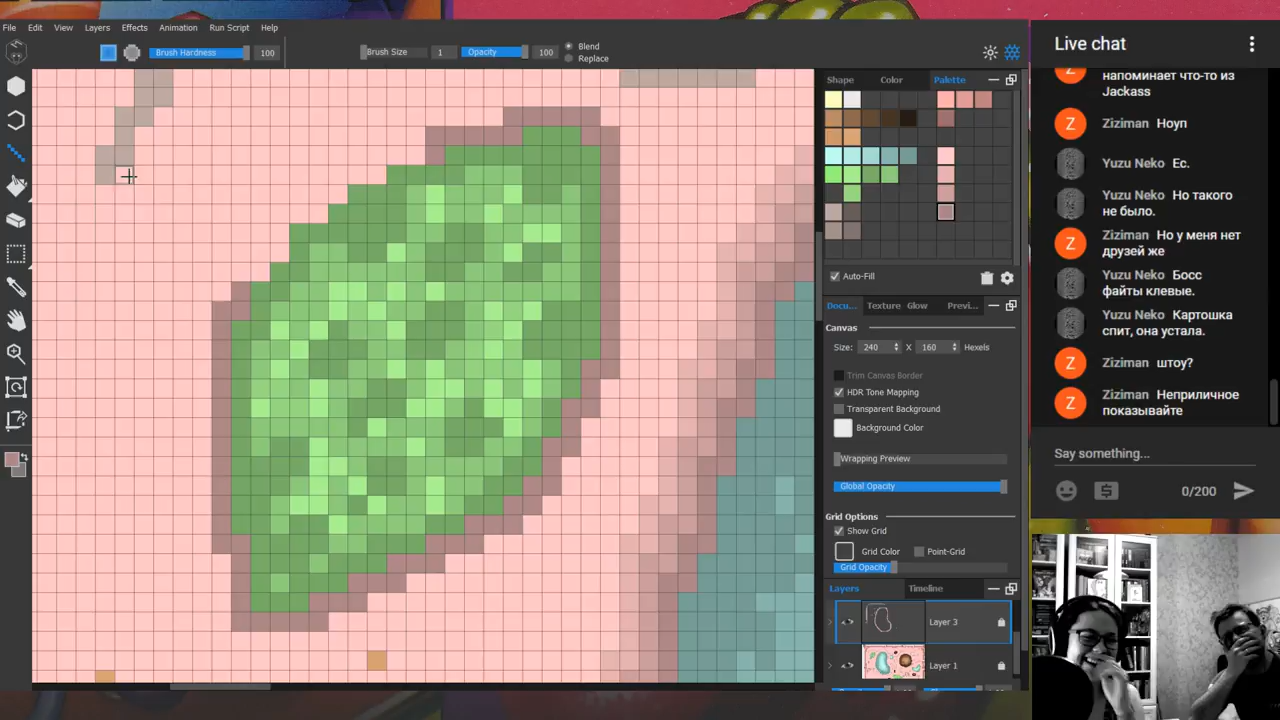 File Edit View Layers Effects Animation Run Script Help
Brush Hardness 100 Brush Size 1 Opacity 100 Blend
Replace
Shape Color Palette
Auto-Fill
Docu... Texture Glow Previ...
Canvas
Size: 240 X 160 Hexels
Trim Canvas Border
HDR Tone Mapping
Transparent Background
Background Color
Wrapping Preview
Global Opacity
Grid Options
Show Grid
Grid Color Point-Grid
Grid Opacity
Layers Timeline
Layer 3
Layer 1
Live chat
напоминает что-то из
Jackass
Z Ziziman Ноуп
Yuzu Neko Ес.
Yuzu Neko Но такого
не было.
Z Ziziman Но у меня нет
друзей же
Yuzu Neko Босс
файты клевые.
Yuzu Neko Картошка
спит, она устала.
Z Ziziman штоу?
Z Ziziman Неприличное
показывайте
Say something...
0/200